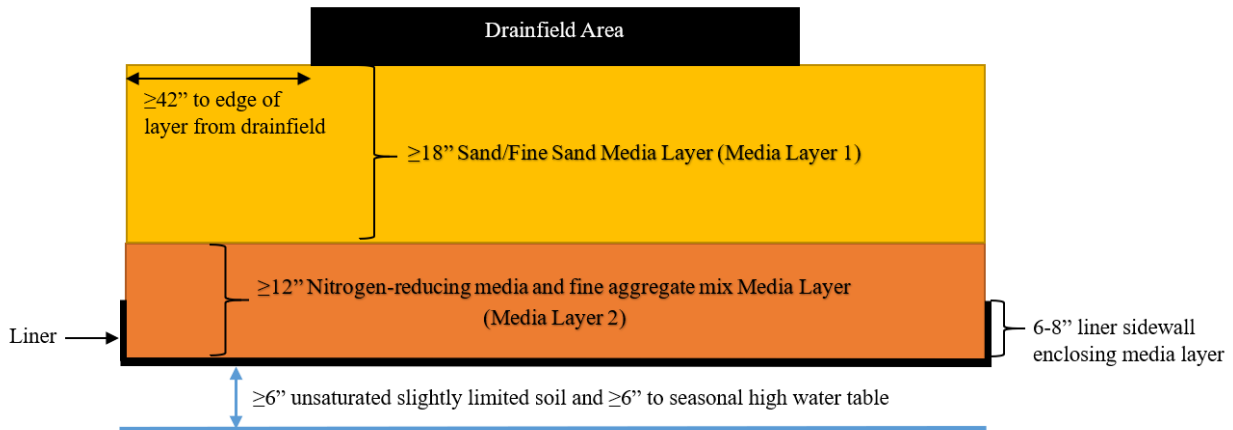 Drainfield Area
≥42” to edge of
layer from drainfield
≥18” Sand/Fine Sand Media Layer (Media Layer 1)
≥12” Nitrogen-reducing media and fine aggregate mix Media Layer
(Media Layer 2)
Liner
6-8” liner sidewall
enclosing media layer
≥6” unsaturated slightly limited soil and ≥6” to seasonal high water table